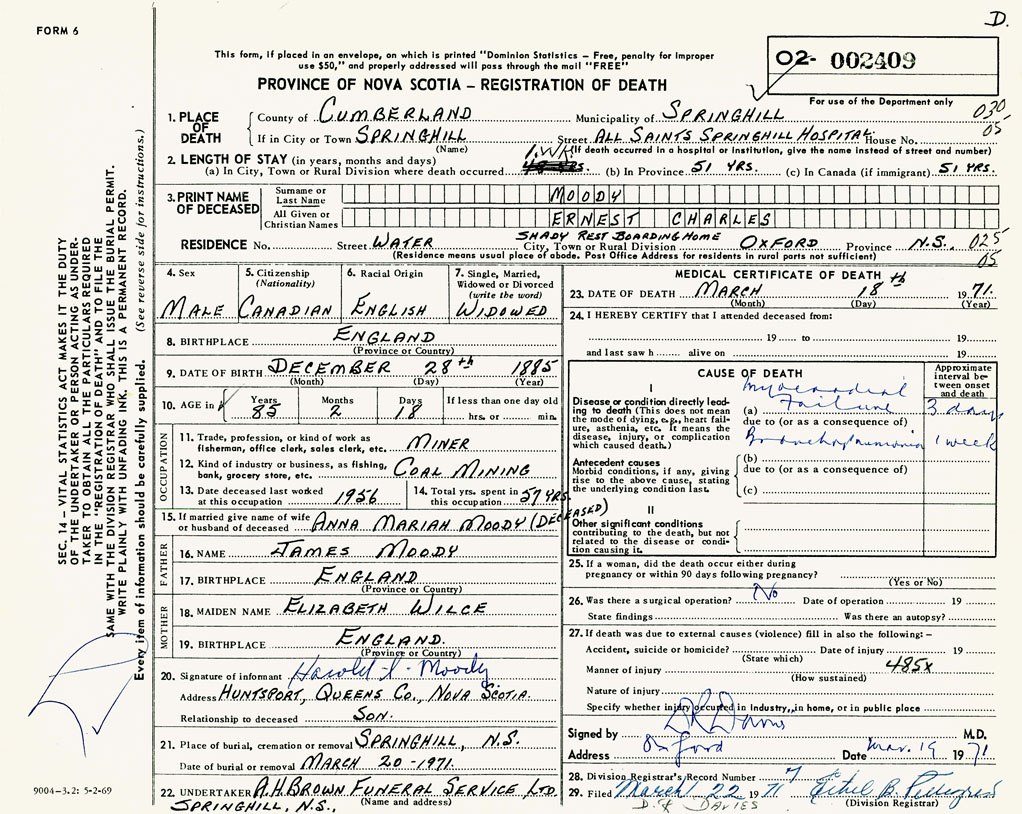 D.
FORM 6
This form, if placed in an envelope, on which is printed "Dominion Statistics – Free, penalty for improper
use $50," and properly addressed will pass through the mail "FREE"
02- 002409
For use of the Department only
PROVINCE OF NOVA SCOTIA – REGISTRATION OF DEATH
1. PLACE OF DEATH
County of CUMBERLAND Municipality of SPRINGHILL 030
If in City or Town SPRINGHILL Street ALL SAINTS SPRINGHILL HOSPITAL House No. 05
(Name) (If death occurred in a hospital or institution, give the name instead of street and number)
2. LENGTH OF STAY (in years, months and days)
(a) In City, Town or Rural Division where death occurred 1. WK (b) In Province 51 YRS. (c) In Canada (if immigrant) 51 YRS.
3. PRINT NAME OF DECEASED
Surname or Last Name MOODY
All Given or Christian Names ERNEST CHARLES
SHADY REST BOARDING HOME
RESIDENCE No. Street WATER City, Town or Rural Division OXFORD Province N.S. 025
(Residence means usual place of abode. Post Office Address for residents in rural parts not sufficient) 05
4. Sex MALE
5. Citizenship (Nationality) CANADIAN
6. Racial Origin ENGLISH
7. Single, Married, Widowed or Divorced (write the word) WIDOWED
8. BIRTHPLACE ENGLAND
(Province or Country)
9. DATE OF BIRTH DECEMBER 28th 1885
(Month) (Day) (Year)
10. AGE in Years 85 Months 2 Days 18 If less than one day old hrs. or min.
OCCUPATION
11. Trade, profession, or kind of work as
fisherman, office clerk, sales clerk, etc. MINER
12. Kind of industry or business, as fishing,
bank, grocery store, etc. COAL MINING
13. Date deceased last worked
at this occupation 1956
14. Total yrs. spent in
this occupation 57 YRS.
15. If married give name of wife
or husband of deceased ANNA MARIAH MOODY (DECEASED)
FATHER
16. NAME JAMES MOODY
17. BIRTHPLACE ENGLAND
(Province or Country)
MOTHER
18. MAIDEN NAME ELIZABETH WILCE
19. BIRTHPLACE ENGLAND.
(Province or Country)
20. Signature of informant Harold I. Moody
Address HUNTSPORT, QUEENS CO., NOVA SCOTIA.
Relationship to deceased SON.
21. Place of burial, cremation or removal SPRINGHILL, N.S.
Date of burial or removal MARCH 20 -1971.
22. UNDERTAKER A.H. BROWN FUNERAL SERVICE LTD.
(Name and address)
SPRINGHILL, N.S.,
MEDICAL CERTIFICATE OF DEATH
23. DATE OF DEATH MARCH 18th 1971.
(Month) (Day) (Year)
24. I HEREBY CERTIFY that I attended deceased from:
19 to 19
and last saw h alive on 19
CAUSE OF DEATH
Approximate interval between onset and death
I
Disease or condition directly leading to death (This does not mean the mode of dying, e.g., heart failure, asthenia, etc. It means the disease, injury, or complication which caused death.)
(a) Myocardial Failure 3 days
due to (or as a consequence of)
Bronchopneumonia 1 week
Antecedent causes
Morbid conditions, if any, giving rise to the above cause, stating the underlying condition last.
(b)
due to (or as a consequence of)
(c)
II
Other significant conditions
contributing to the death, but not related to the disease or condition causing it.
25. If a woman, did the death occur either during
pregnancy or within 90 days following pregnancy?
(Yes or No)
26. Was there a surgical operation? No Date of operation 19
State findings Was there an autopsy?
27. If death was due to external causes (violence) fill in also the following: –
Accident, suicide or homicide? Date of injury 19
(State which)
Manner of injury 485X
(How sustained)
Nature of injury
Specify whether injury occurred in Industry, in home, or in public place
Signed by M.D.
Address Oxford Date Mar. 19 1971
28. Division Registrar's Record Number 7
29. Filed March 22 1971 Ethel B.
(Division Registrar)
DAVIES
SEC. 14 – VITAL STATISTICS ACT MAKES IT THE DUTY
OF THE UNDERTAKER OR PERSON ACTING AS UNDER-
TAKER TO OBTAIN ALL THE PARTICULARS REQUIRED
IN THE "REGISTRATION OF DEATH" AND TO FILE THE
SAME WITH THE DIVISION REGISTRAR WHO SHALL ISSUE THE BURIAL PERMIT.
WRITE PLAINLY WITH UNFADING INK. THIS IS A PERMANENT RECORD.
Every item of information should be carefully supplied. (See reverse side for instructions.)
9004-3.2: 5-2-69